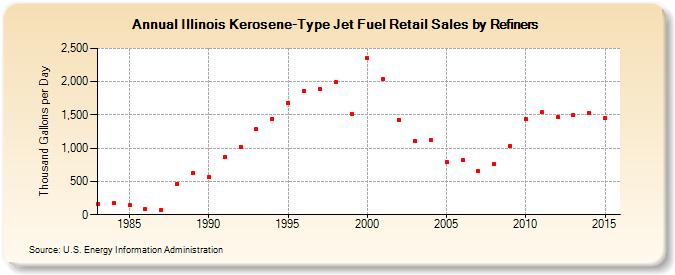 Annual Illinois Kerosene-Type Jet Fuel Retail Sales by Refiners
Thousand Gallons per Day
2,500
2,000
1,500
1,000
500
0
1985 1990 1995 2000 2005 2010 2015
Source: U.S. Energy Information Administration